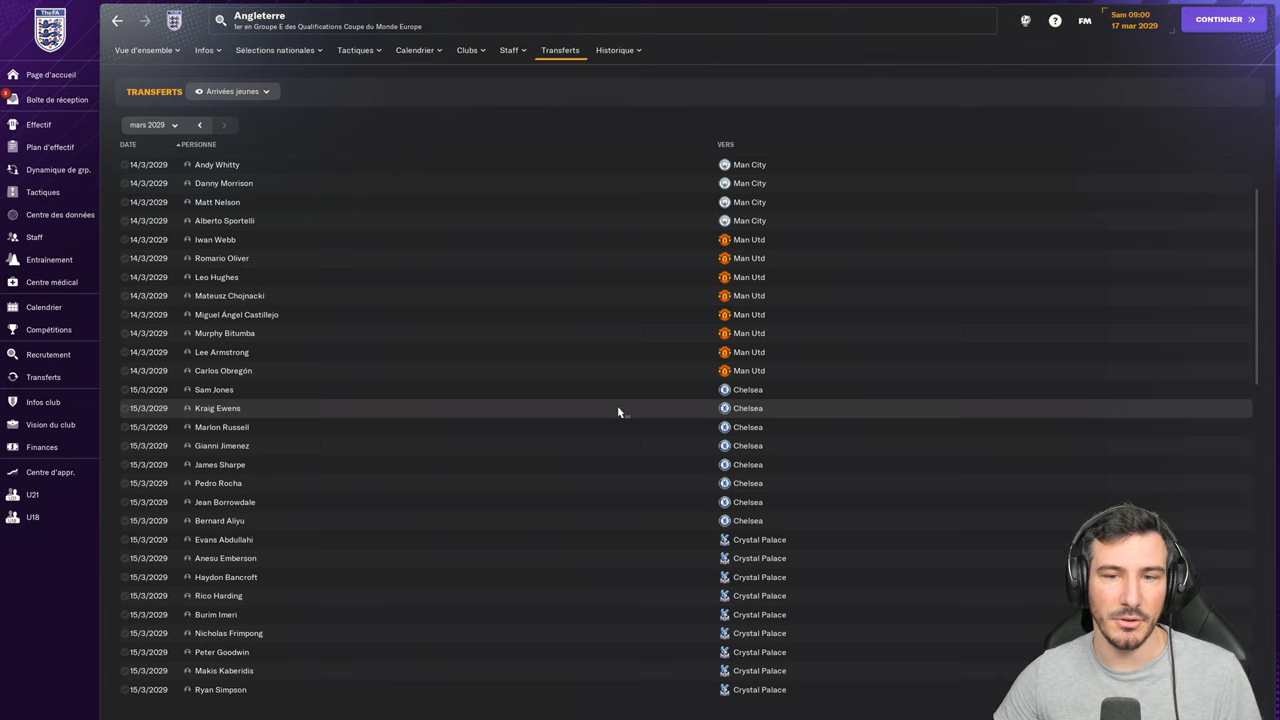 TheFA
Angleterre
1er en Groupe E des Qualifications Coupe du Monde Europe
FM
Sam 09:00
17 mar 2029
CONTINUER
Vue d'ensemble
Infos
Sélections nationales
Tactiques
Calendrier
Clubs
Staff
Transferts
Historique
Page d'accueil
3
Boîte de réception
Effectif
Plan d'effectif
Dynamique de grp.
Tactiques
Centre des données
Staff
Entraînement
Centre médical
Calendrier
Compétitions
Recrutement
Transferts
Infos club
Vision du club
Finances
Centre d'appr.
U21
U18
TRANSFERTS
Arrivées jeunes
mars 2029
DATE PERSONNE VERS
14/3/2029 Andy Whitty Man City
14/3/2029 Danny Morrison Man City
14/3/2029 Matt Nelson Man City
14/3/2029 Alberto Sportelli Man City
14/3/2029 Iwan Webb Man Utd
14/3/2029 Romario Oliver Man Utd
14/3/2029 Leo Hughes Man Utd
14/3/2029 Mateusz Chojnacki Man Utd
14/3/2029 Miguel Ángel Castillejo Man Utd
14/3/2029 Murphy Bitumba Man Utd
14/3/2029 Lee Armstrong Man Utd
14/3/2029 Carlos Obregón Man Utd
15/3/2029 Sam Jones Chelsea
15/3/2029 Kraig Ewens Chelsea
15/3/2029 Marlon Russell Chelsea
15/3/2029 Gianni Jimenez Chelsea
15/3/2029 James Sharpe Chelsea
15/3/2029 Pedro Rocha Chelsea
15/3/2029 Jean Borrowdale Chelsea
15/3/2029 Bernard Aliyu Chelsea
15/3/2029 Evans Abdullahi Crystal Palace
15/3/2029 Anesu Emberson Crystal Palace
15/3/2029 Haydon Bancroft Crystal Palace
15/3/2029 Rico Harding Crystal Palace
15/3/2029 Burim Imeri Crystal Palace
15/3/2029 Nicholas Frimpong Crystal Palace
15/3/2029 Peter Goodwin Crystal Palace
15/3/2029 Makis Kaberidis Crystal Palace
15/3/2029 Ryan Simpson Crystal Palace